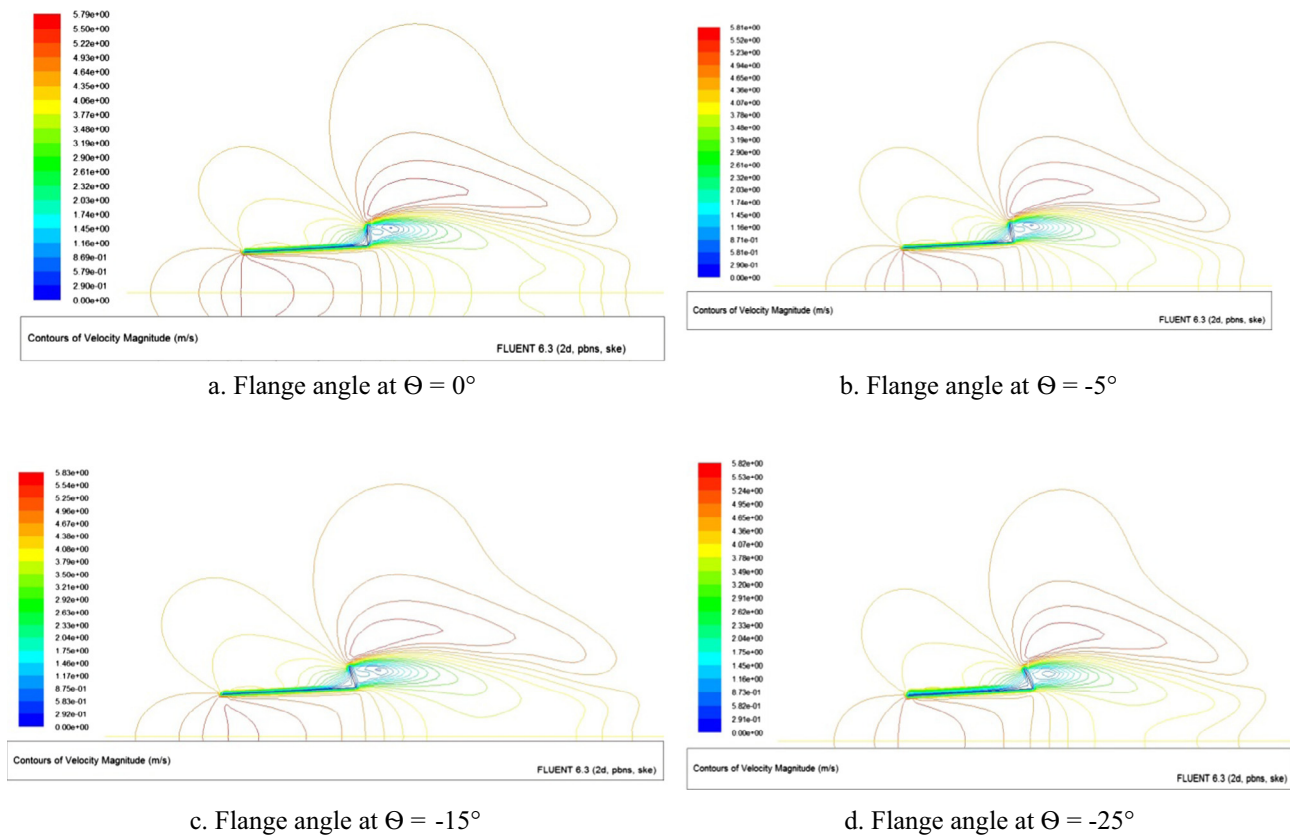 5.79e+00
5.50e+00
5.22e+00
4.93e+00
4.64e+00
4.35e+00
4.06e+00
3.77e+00
3.48e+00
3.19e+00
2.90e+00
2.61e+00
2.32e+00
2.03e+00
1.74e+00
1.45e+00
1.16e+00
8.69e-01
5.79e-01
2.90e-01
0.00e+00
Contours of Velocity Magnitude (m/s)
FLUENT 6.3 (2d, pbns, ske)
a. Flange angle at Θ = 0°
5.81e+00
5.52e+00
5.23e+00
4.94e+00
4.65e+00
4.36e+00
4.07e+00
3.78e+00
3.48e+00
3.19e+00
2.90e+00
2.61e+00
2.32e+00
2.03e+00
1.74e+00
1.45e+00
1.16e+00
8.71e-01
5.81e-01
2.90e-01
0.00e+00
Contours of Velocity Magnitude (m/s)
FLUENT 6.3 (2d, pbns, ske)
b. Flange angle at Θ = -5°
5.83e+00
5.54e+00
5.25e+00
4.96e+00
4.67e+00
4.38e+00
4.08e+00
3.79e+00
3.50e+00
3.21e+00
2.92e+00
2.63e+00
2.33e+00
2.04e+00
1.75e+00
1.46e+00
1.17e+00
8.75e-01
5.83e-01
2.92e-01
0.00e+00
Contours of Velocity Magnitude (m/s)
FLUENT 6.3 (2d, pbns, ske)
c. Flange angle at Θ = -15°
5.82e+00
5.53e+00
5.24e+00
4.95e+00
4.65e+00
4.36e+00
4.07e+00
3.78e+00
3.49e+00
3.20e+00
2.91e+00
2.62e+00
2.33e+00
2.04e+00
1.75e+00
1.45e+00
1.16e+00
8.73e-01
5.82e-01
2.91e-01
0.00e+00
Contours of Velocity Magnitude (m/s)
FLUENT 6.3 (2d, pbns, ske)
d. Flange angle at Θ = -25°